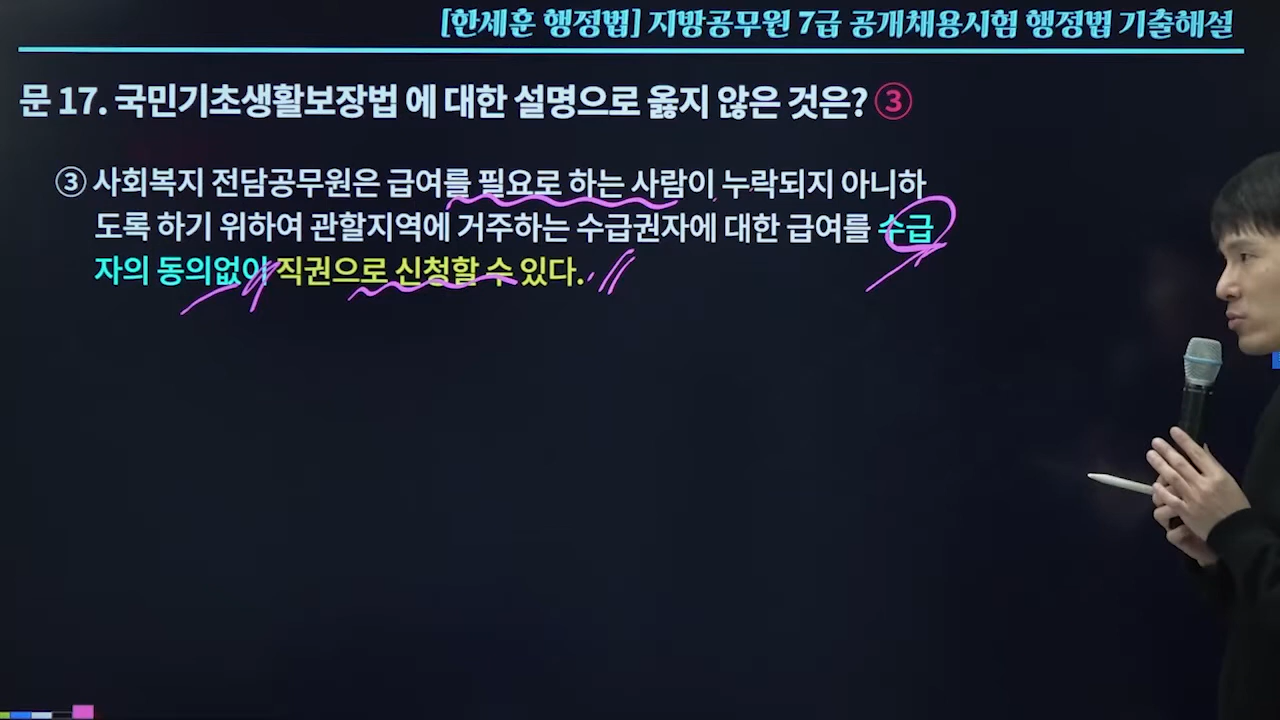 [한세훈 행정법] 지방공무원 7급 공개채용시험 행정법 기출해설
문 17. 국민기초생활보장법 에 대한 설명으로 옳지 않은 것은? ③
③ 사회복지 전담공무원은 급여를 필요로 하는 사람이 누락되지 아니하
도록 하기 위하여 관할지역에 거주하는 수급권자에 대한 급여를 수급
자의 동의없이 직권으로 신청할 수 있다.